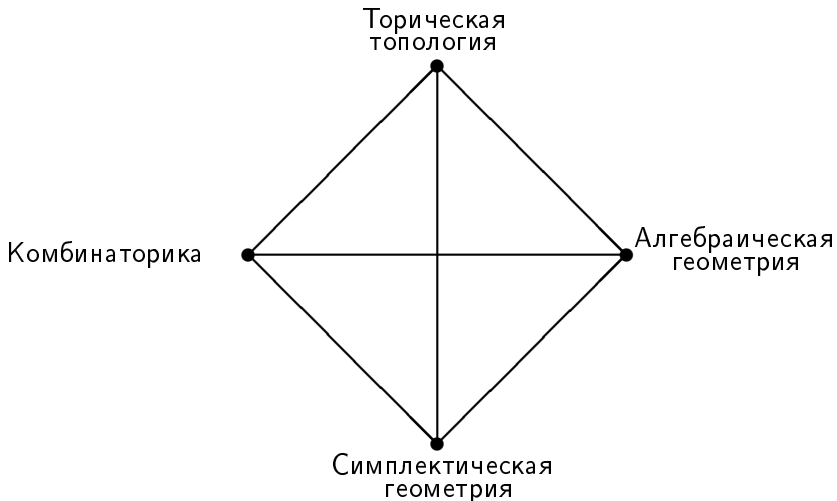 Торическая
топология
Комбинаторика
Алгебраическая
геометрия
Симплектическая
геометрия